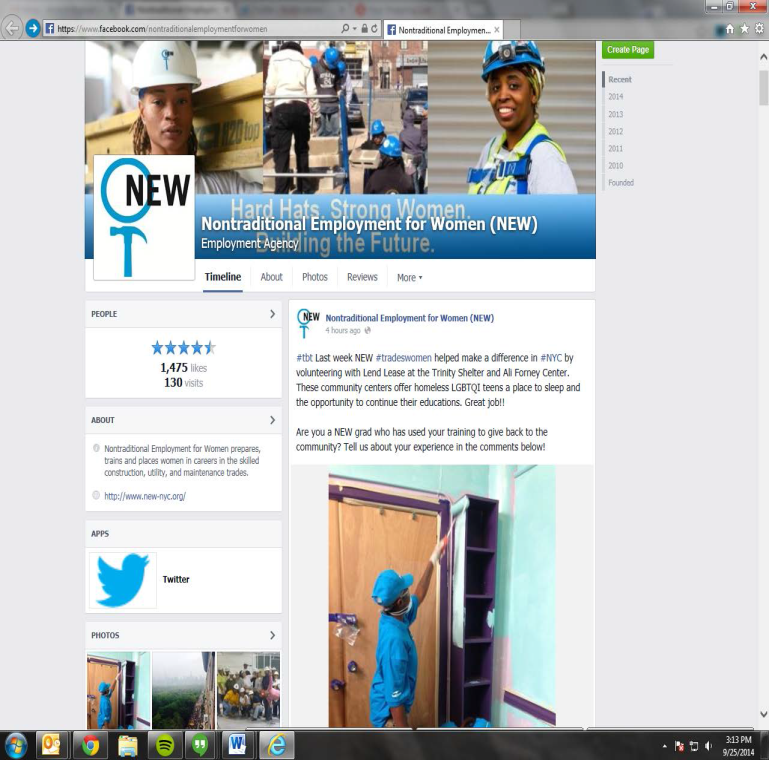 https://www.facebook.com/nontraditionalemploymentforwomen
Nontraditional Employmen...
Create Page
Recent
2014
2013
2012
2011
2010
Founded
NEW
Hard Hats. Strong Women.
Building the Future.
Nontraditional Employment for Women (NEW)
Employment Agency
Timeline
About
Photos
Reviews
More
PEOPLE
1,475 likes
130 visits
ABOUT
Nontraditional Employment for Women prepares,
trains and places women in careers in the skilled
construction, utility, and maintenance trades.
http://www.new-nyc.org/
APPS
Twitter
PHOTOS
NEW
Nontraditional Employment for Women (NEW)
4 hours ago
#tbt Last week NEW #tradeswomen helped make a difference in #NYC by
volunteering with Lend Lease at the Trinity Shelter and Ali Forney Center.
These community centers offer homeless LGBTQI teens a place to sleep and
the opportunity to continue their educations. Great job!!
Are you a NEW grad who has used your training to give back to the
community? Tell us about your experience in the comments below!
3:13 PM
9/25/2014